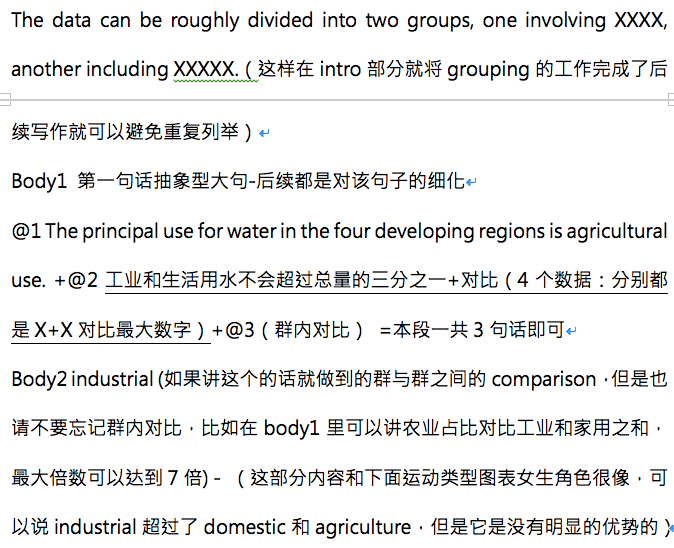 The data can be roughly divided into two groups, one involving XXXX,
another including XXXXX.（这样在 intro 部分就将 grouping 的工作完成了后
续写作就可以避免重复列举）
Body1 第一句话抽象型大句-后续都是对该句子的细化
@1 The principal use for water in the four developing regions is agricultural
use. +@2 工业和生活用水不会超过总量的三分之一+对比（4 个数据：分别都
是 X+X 对比最大数字）+@3（群内对比） =本段一共 3 句话即可
Body2 industrial (如果讲这个的话就做到的群与群之间的 comparison，但是也
请不要忘记群内对比，比如在 body1 里可以讲农业占比对比工业和家用之和，
最大倍数可以达到 7 倍) - （这部分内容和下面运动类型图表女生角色很像，可
以说 industrial 超过了 domestic 和 agriculture，但是它是没有明显的优势的）